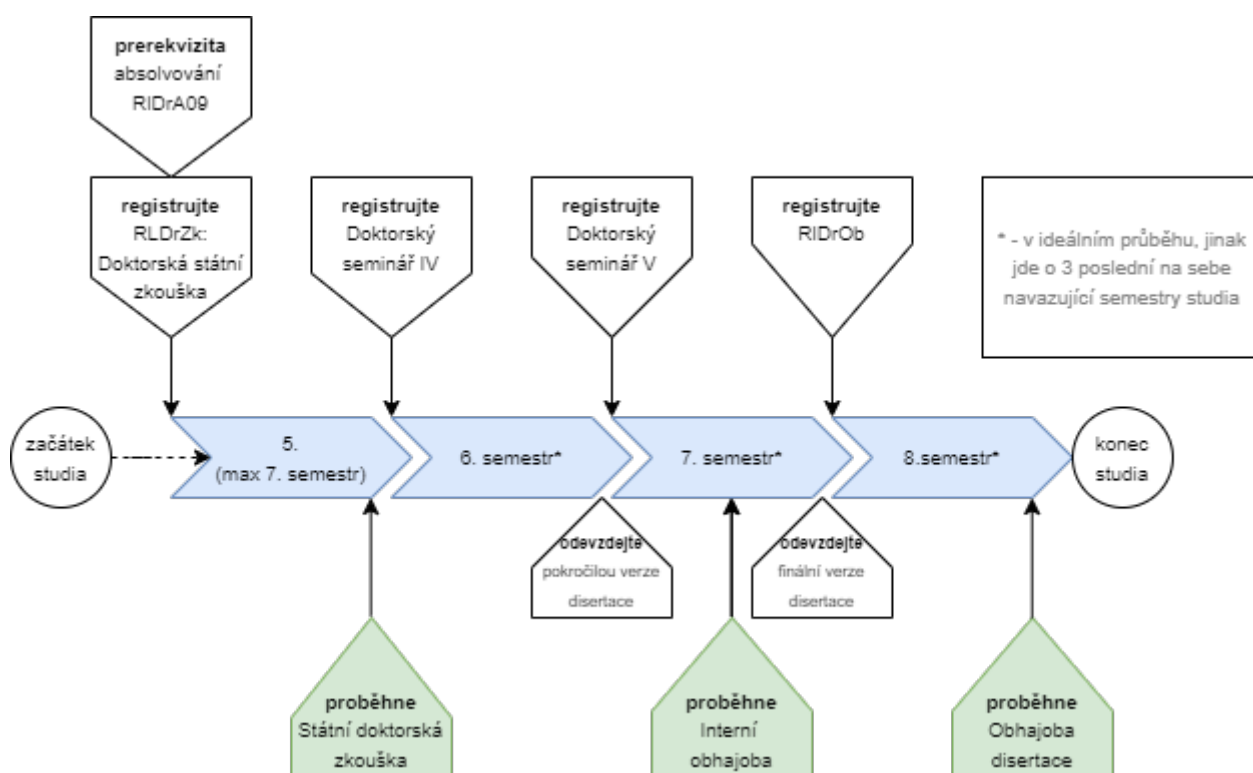 prerekvizita
absolvování
RIDrA09
registrujte
RLDrZk:
Doktorská státní
zkouška
registrujte
Doktorský
seminář IV
registrujte
Doktorský
seminář V
registrujte
RIDrOb
* - v ideálním průběhu, jinak
jde o 3 poslední na sebe
navazující semestry studia
začátek
studia
5.
(max 7. semestr)
6. semestr*
7. semestr*
8.semestr*
konec
studia
odevzdejte
pokročilou verze
disertace
odevzdejte
finální verze
disertace
proběhne
Státní doktorská
zkouška
proběhne
Interní
obhajoba
proběhne
Obhajoba
disertace